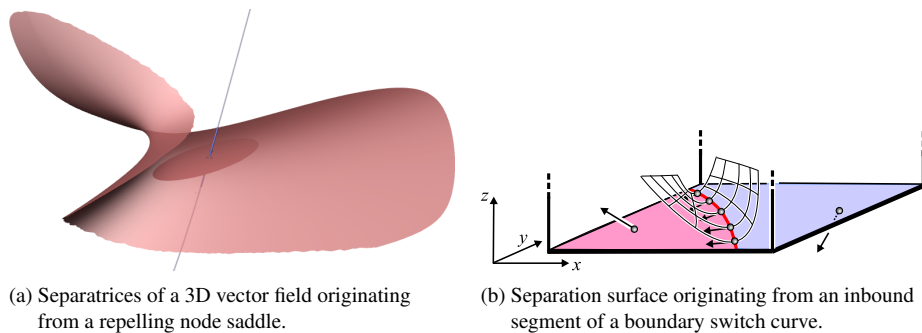 z
y
x
(a) Separatrices of a 3D vector field originating
from a repelling node saddle.
(b) Separation surface originating from an inbound
segment of a boundary switch curve.